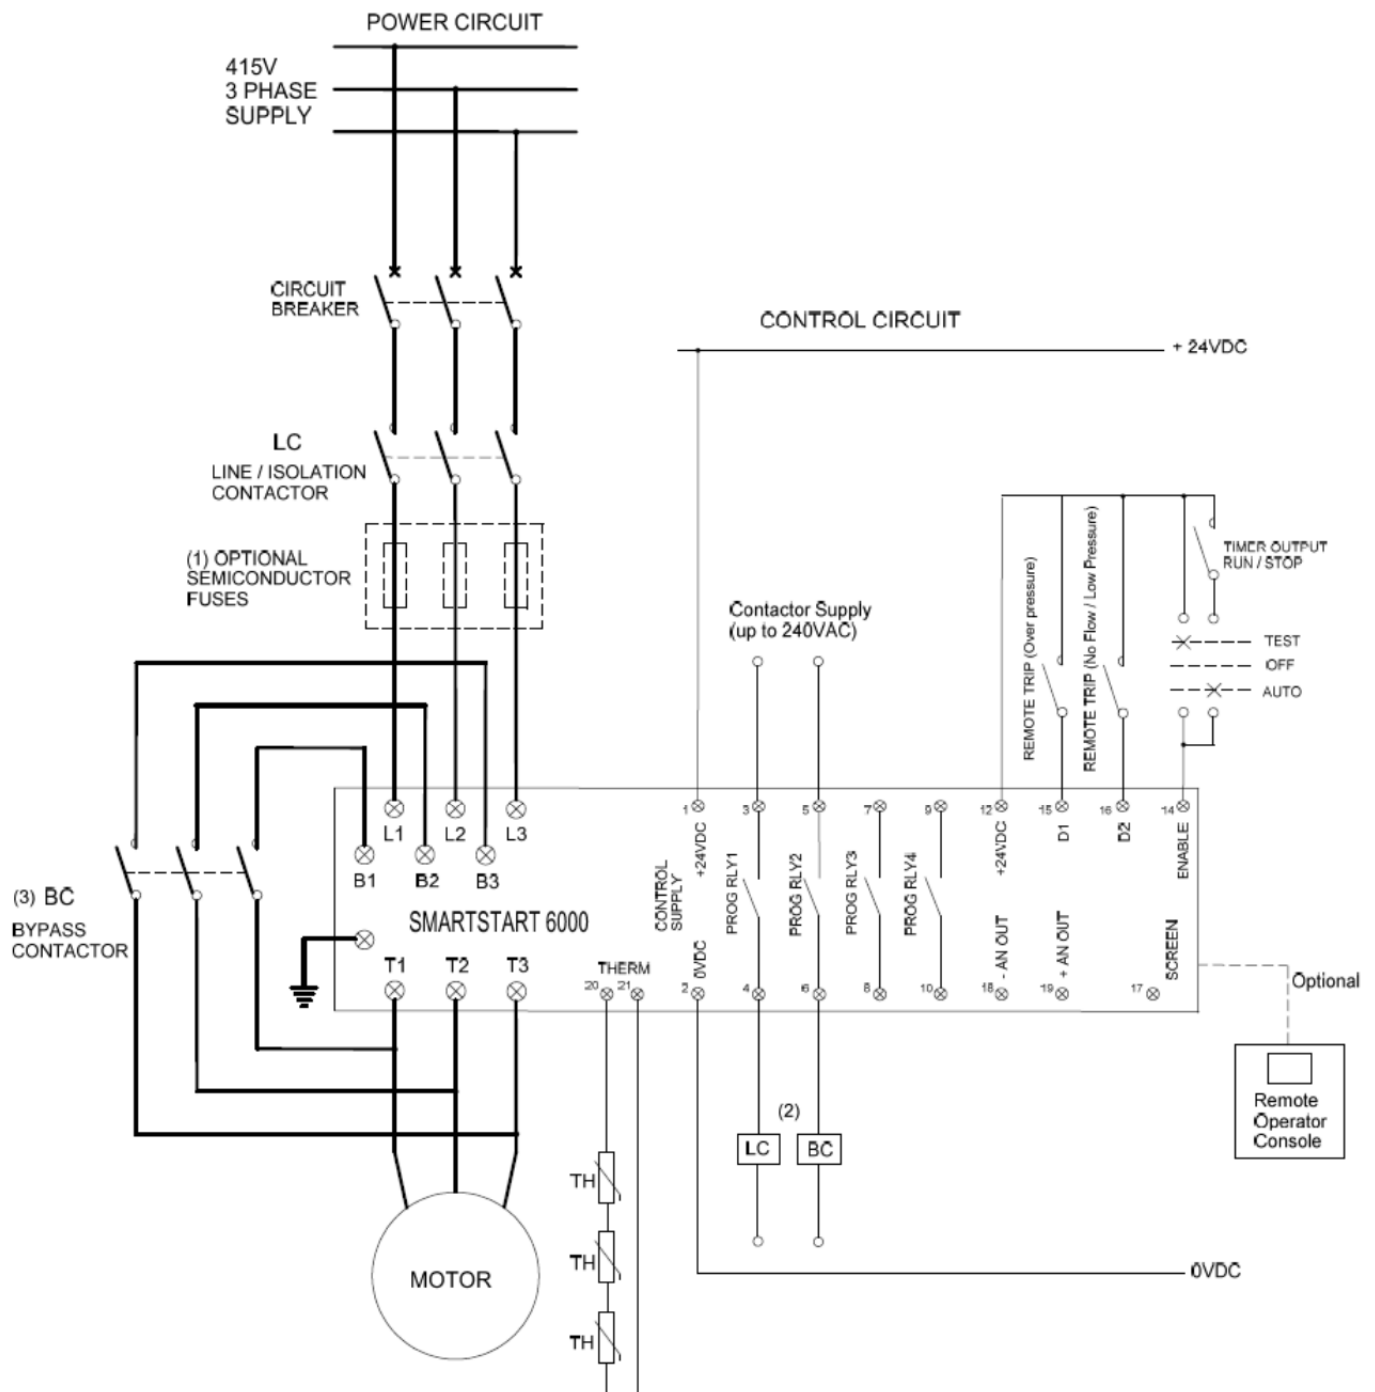 POWER CIRCUIT
415V
3 PHASE
SUPPLY
CIRCUIT
BREAKER
CONTROL CIRCUIT
+ 24VDC
LC
LINE / ISOLATION
CONTACTOR
(1) OPTIONAL
SEMICONDUCTOR
FUSES
Contactor Supply
(up to 240VAC)
REMOTE TRIP (Over pressure)
REMOTE TRIP (No Flow / Low Pressure)
TIMER OUTPUT
RUN / STOP
TEST
OFF
AUTO
L1
L2
L3
B1
B2
B3
1
3
5
7
9
12
15
16
14
+24VDC
+24VDC
D1
D2
ENABLE
CONTROL
SUPPLY
PROG RLY1
PROG RLY2
PROG RLY3
PROG RLY4
(3) BC
BYPASS
CONTACTOR
SMARTSTART 6000
T1
T2
T3
THERM
0VDC
- AN OUT
+ AN OUT
SCREEN
20
21
2
4
6
8
10
18
19
17
Optional
Remote
Operator
Console
(2)
LC
BC
TH
TH
TH
MOTOR
0VDC